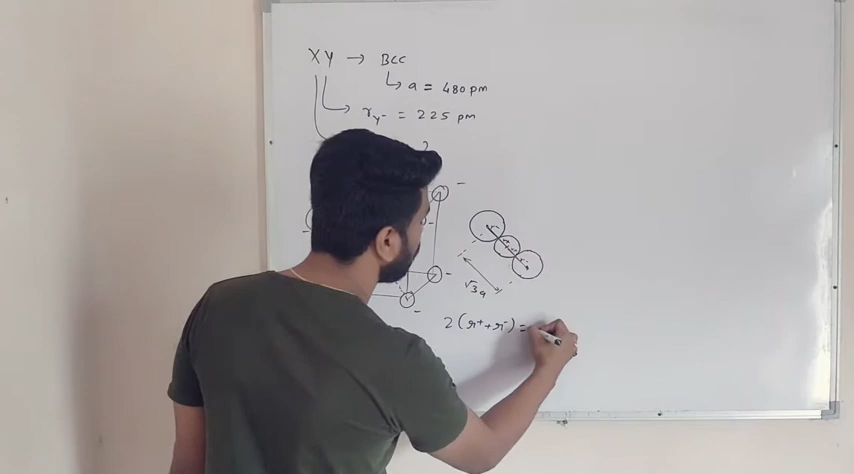 XY → BCC
a = 480 pm
r_Y⁻ = 225 pm
?
√3a
2(r⁺+r⁻) =